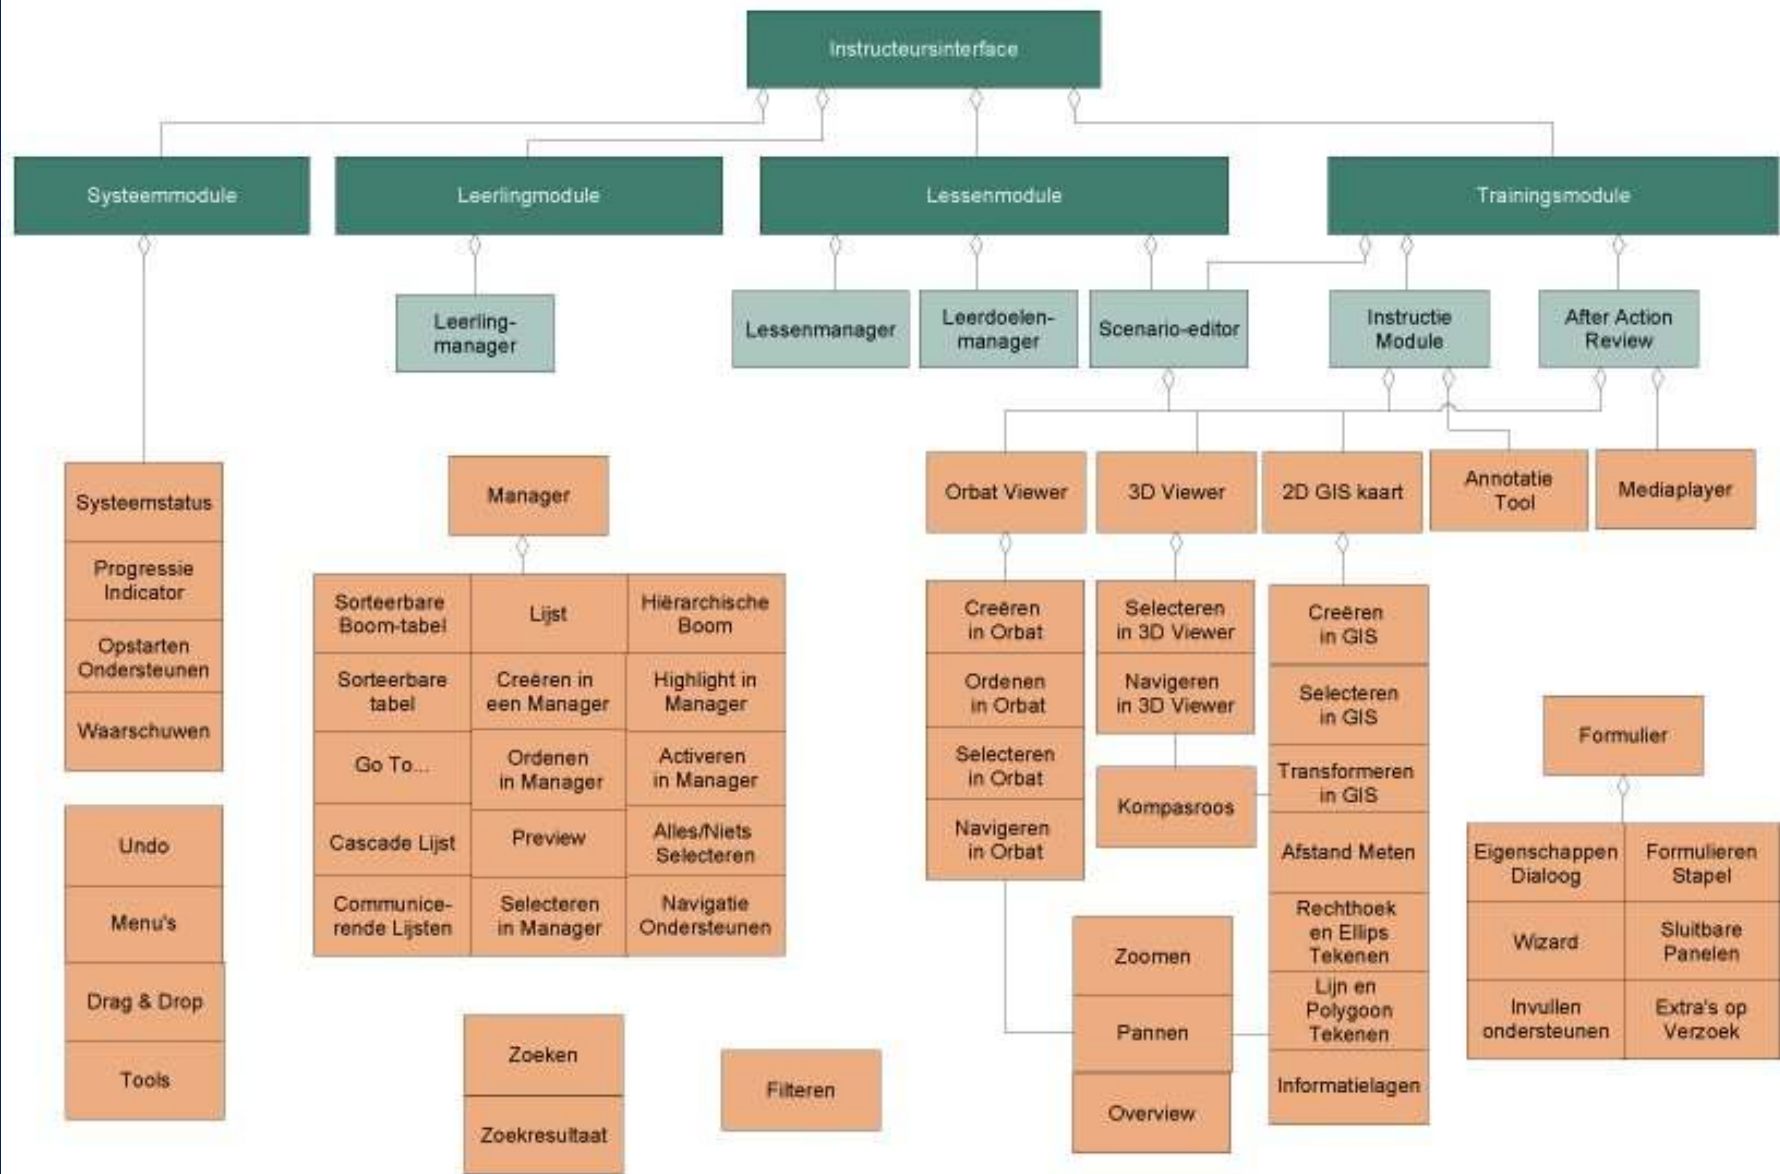 Instructeursinterface
Systeemmodule
Leerlingmodule
Lessenmodule
Trainingsmodule
Leerling-
manager
Lessenmanager
Leerdoelen-
manager
Scenario-editor
Instructie
Module
After Action
Review
Systeemstatus
Progressie
Indicator
Opstarten
Ondersteunen
Waarschuwen
Undo
Menu's
Drag & Drop
Tools
Manager
Sorteerbare
Boom-tabel
Lijst
Hiërarchische
Boom
Sorteerbare
tabel
Creëren in
een Manager
Highlight in
Manager
Go To...
Ordenen
in Manager
Activeren
in Manager
Cascade Lijst
Preview
Alles/Niets
Selecteren
Communice-
rende Lijsten
Selecteren
in Manager
Navigatie
Ondersteunen
Zoeken
Zoekresultaat
Filteren
Orbat Viewer
3D Viewer
2D GIS kaart
Annotatie
Tool
Mediaplayer
Creëren
in Orbat
Ordenen
in Orbat
Selecteren
in Orbat
Navigeren
in Orbat
Selecteren
in 3D Viewer
Navigeren
in 3D Viewer
Kompasroos
Creëren
in GIS
Selecteren
in GIS
Transformeren
in GIS
Afstand Meten
Rechthoek
en Ellips
Tekenen
Lijn en
Polygoon
Tekenen
Informatielagen
Zoomen
Pannen
Overview
Formulier
Eigenschappen
Dialoog
Formulieren
Stapel
Wizard
Sluitbare
Panelen
Invullen
ondersteunen
Extra's op
Verzoek